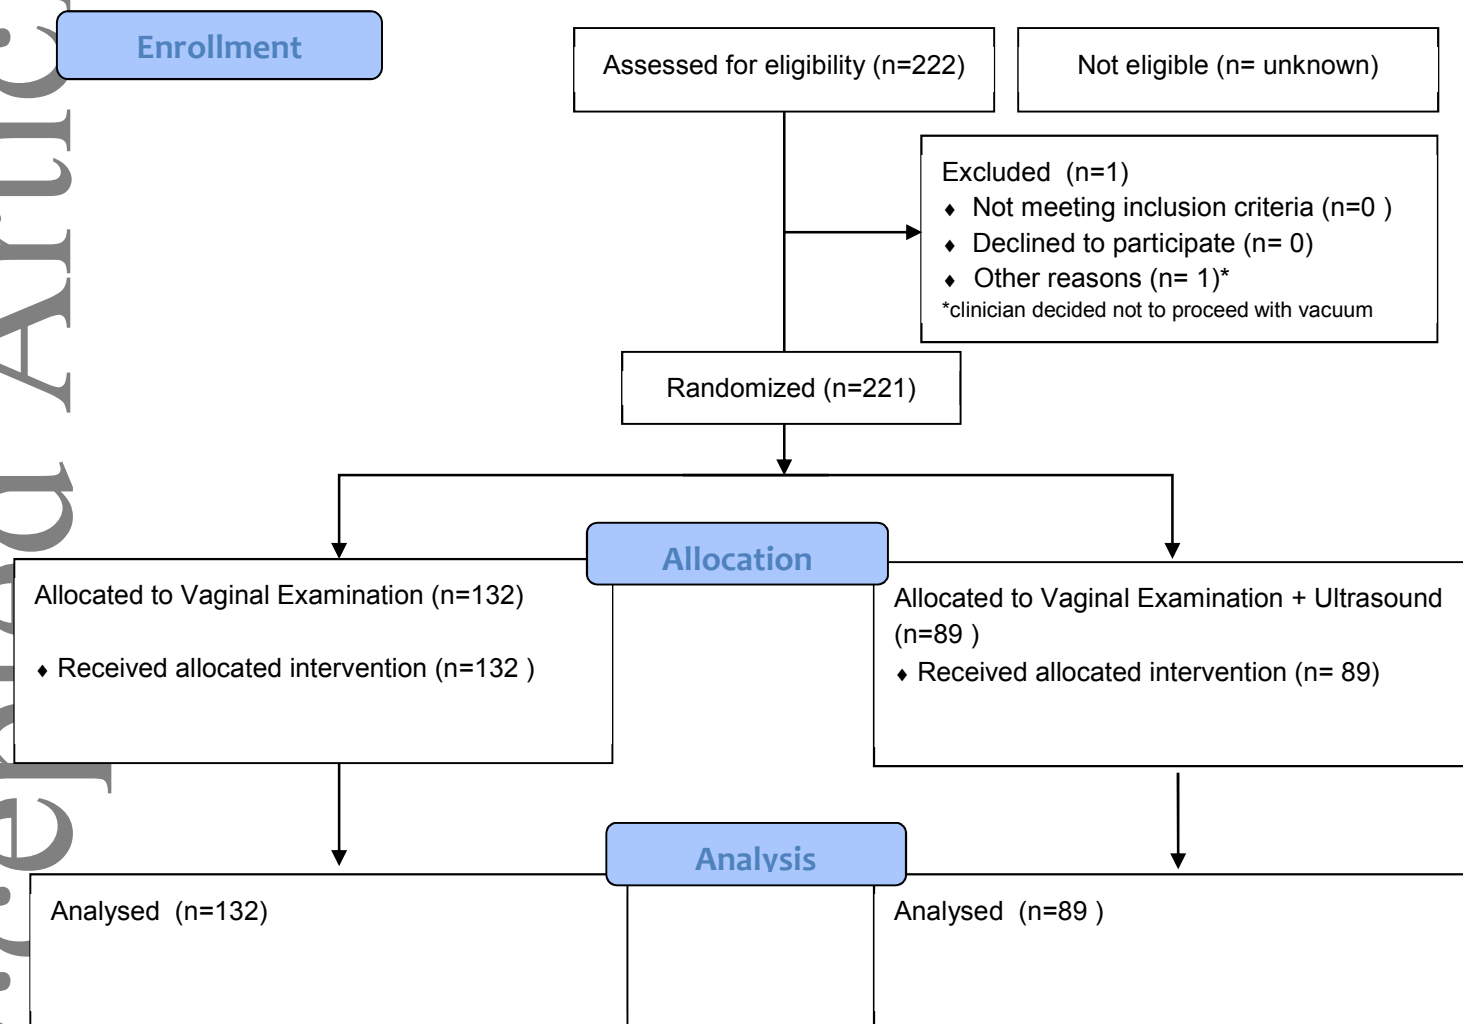 Enrollment
Assessed for eligibility (n=222)
Not eligible (n= unknown)
Excluded  (n=1)
♦ Not meeting inclusion criteria (n=0 )
♦ Declined to participate (n= 0)
♦ Other reasons (n= 1)*
*clinician decided not to proceed with vacuum
Randomized (n=221)
Allocation
Allocated to Vaginal Examination (n=132)
♦ Received allocated intervention (n=132 )
Allocated to Vaginal Examination + Ultrasound
(n=89 )
♦ Received allocated intervention (n= 89)
Analysis
Analysed  (n=132)
Analysed  (n=89 )